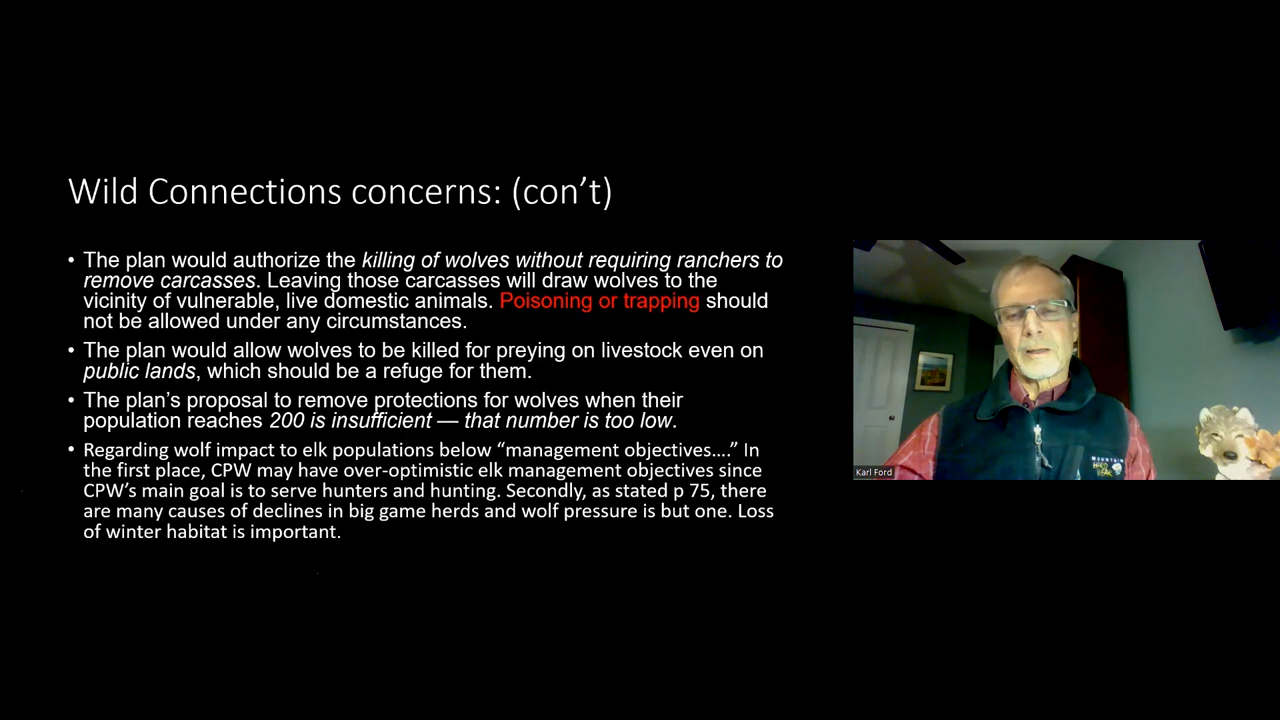 Wild Connections concerns: (con’t)
• The plan would authorize the killing of wolves without requiring ranchers to
remove carcasses. Leaving those carcasses will draw wolves to the
vicinity of vulnerable, live domestic animals. Poisoning or trapping should
not be allowed under any circumstances.
• The plan would allow wolves to be killed for preying on livestock even on
public lands, which should be a refuge for them.
• The plan’s proposal to remove protections for wolves when their
population reaches 200 is insufficient — that number is too low.
• Regarding wolf impact to elk populations below “management objectives....” In
the first place, CPW may have over-optimistic elk management objectives since
CPW’s main goal is to serve hunters and hunting. Secondly, as stated p 75, there
are many causes of declines in big game herds and wolf pressure is but one. Loss
of winter habitat is important.
MOUNTAIN
Karl Ford